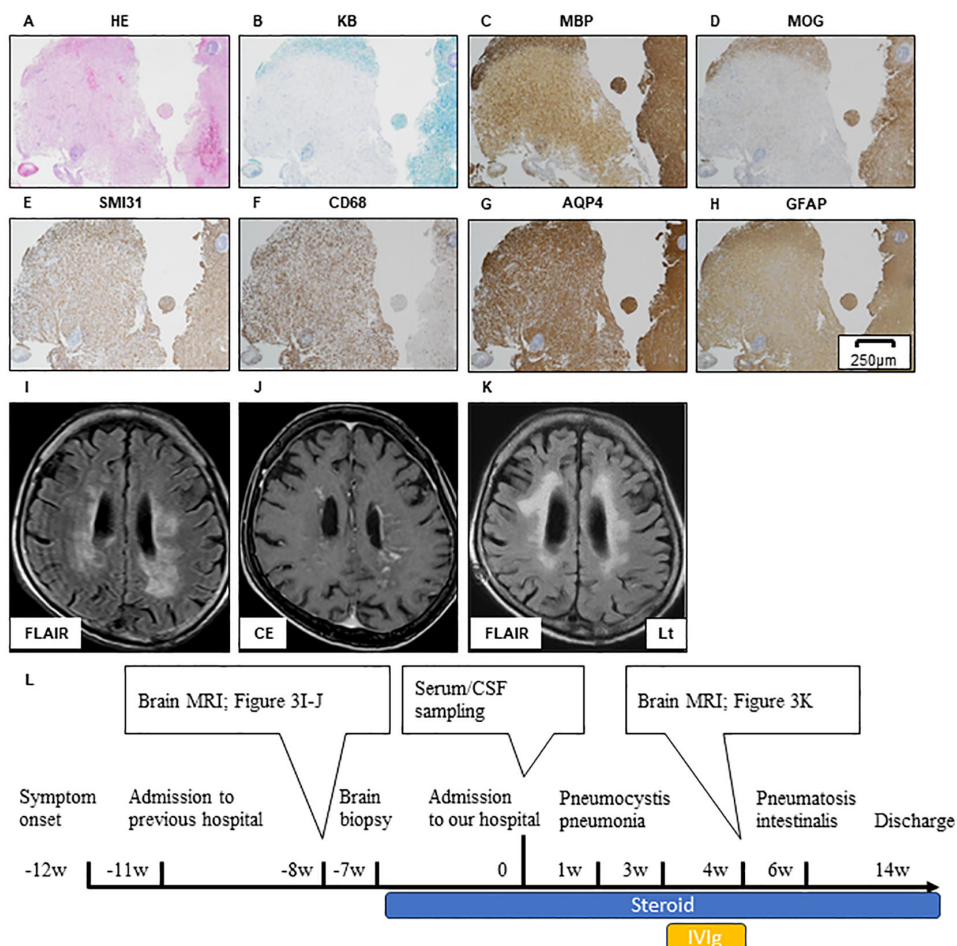 A HE
B KB
C MBP
D MOG
E SMI31
F CD68
G AQP4
H GFAP
250µm
I
J
K
FLAIR
CE
FLAIR
Lt
L
Brain MRI; Figure 3I-J
Serum/CSF
sampling
Brain MRI; Figure 3K
Symptom
onset
Admission to
previous hospital
Brain
biopsy
Admission
to our hospital
Pneumocystis
pneumonia
Pneumatosis
intestinalis
Discharge
-12w
-11w
-8w
-7w
0
1w
3w
4w
6w
14w
Steroid
IVIg